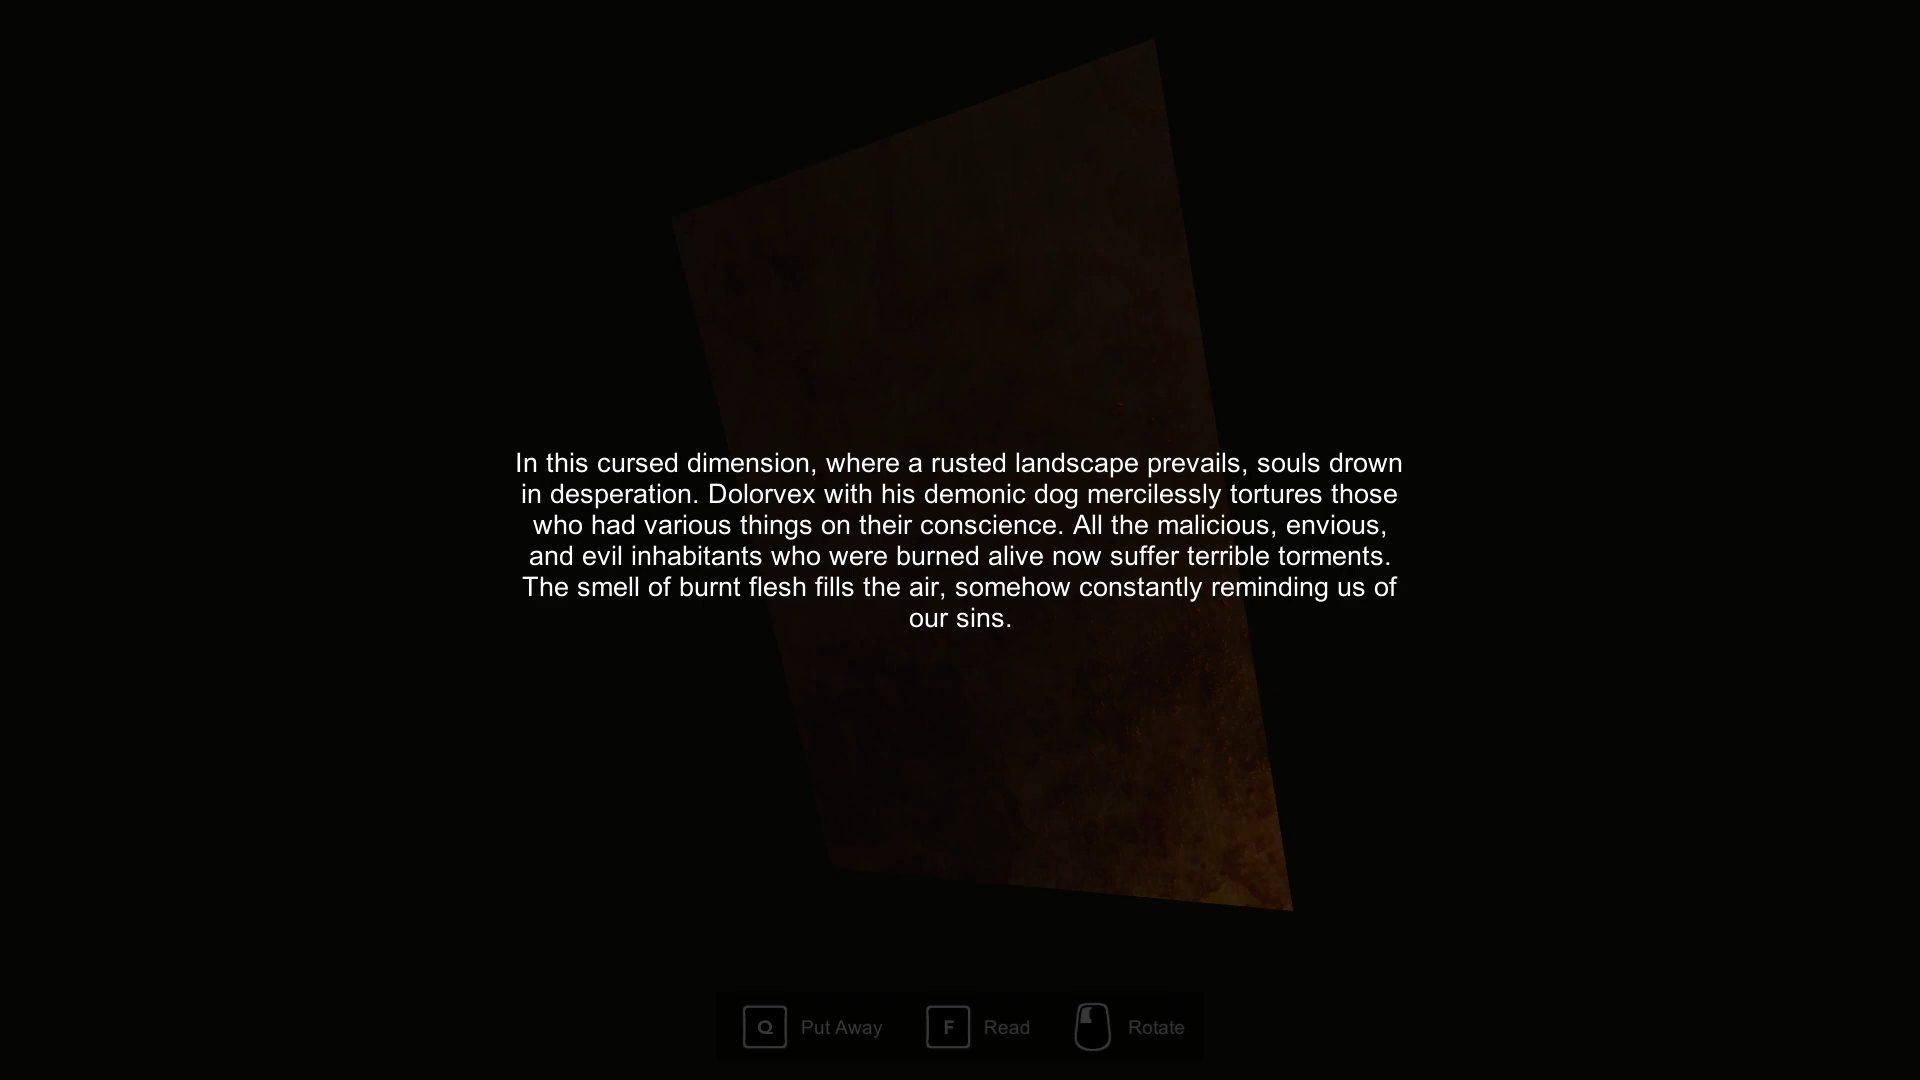 In this cursed dimension, where a rusted landscape prevails, souls drown
in desperation. Dolorvex with his demonic dog mercilessly tortures those
who had various things on their conscience. All the malicious, envious,
and evil inhabitants who were burned alive now suffer terrible torments.
The smell of burnt flesh fills the air, somehow constantly reminding us of
our sins.
Q Put Away F Read Rotate